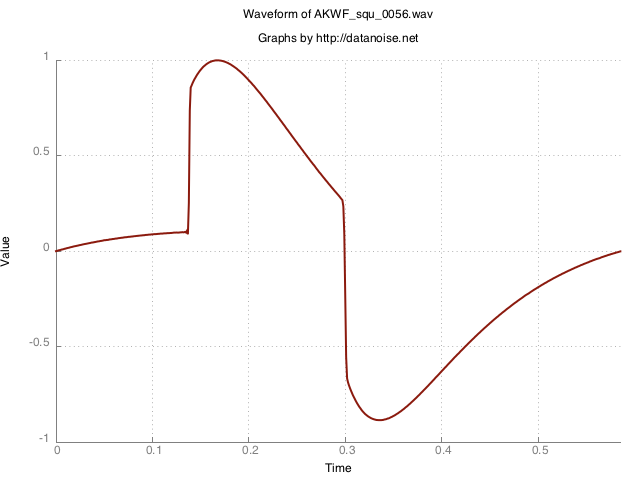 Waveform of AKWF_squ_0056.wav
Graphs by http://datanoise.net
1
0.5
0
-0.5
-1
Value
0 0.1 0.2 0.3 0.4 0.5
Time